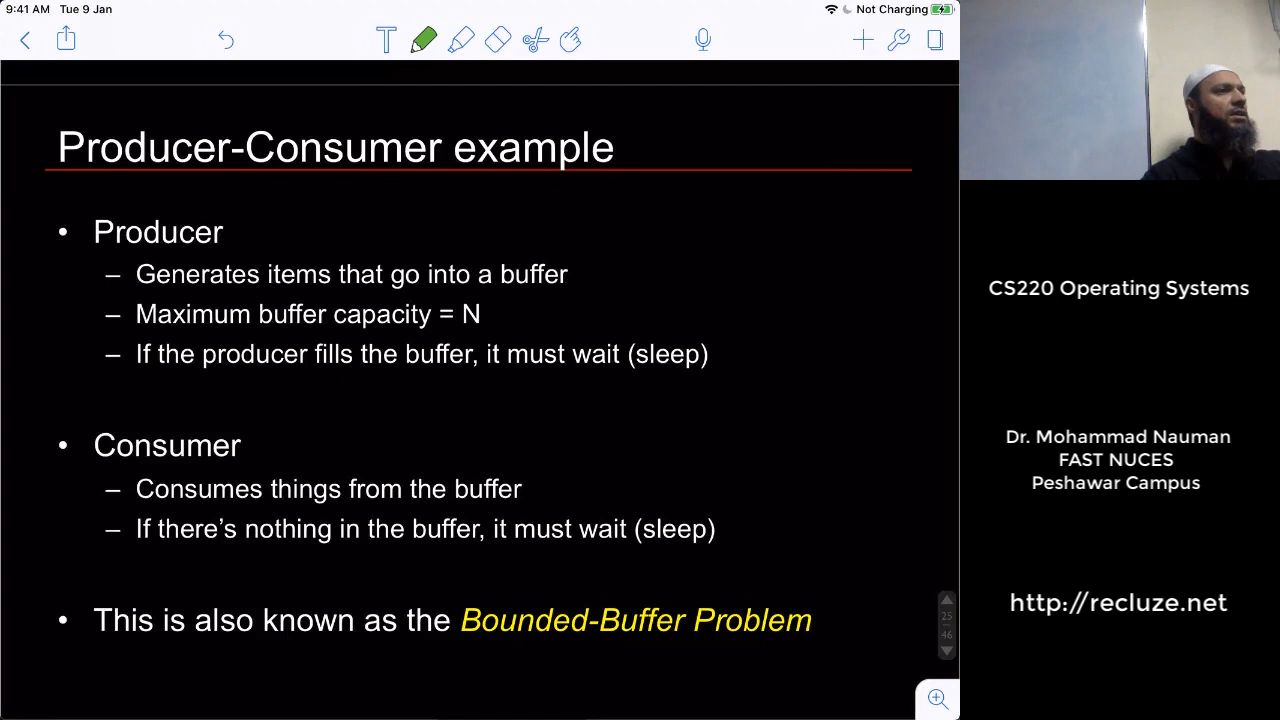 9:41 AM Tue 9 Jan
Not Charging
T
Producer-Consumer example
• Producer
– Generates items that go into a buffer
– Maximum buffer capacity = N
– If the producer fills the buffer, it must wait (sleep)
• Consumer
– Consumes things from the buffer
– If there’s nothing in the buffer, it must wait (sleep)
• This is also known as the Bounded-Buffer Problem
25
46
CS220 Operating Systems
Dr. Mohammad Nauman
FAST NUCES
Peshawar Campus
http://recluze.net